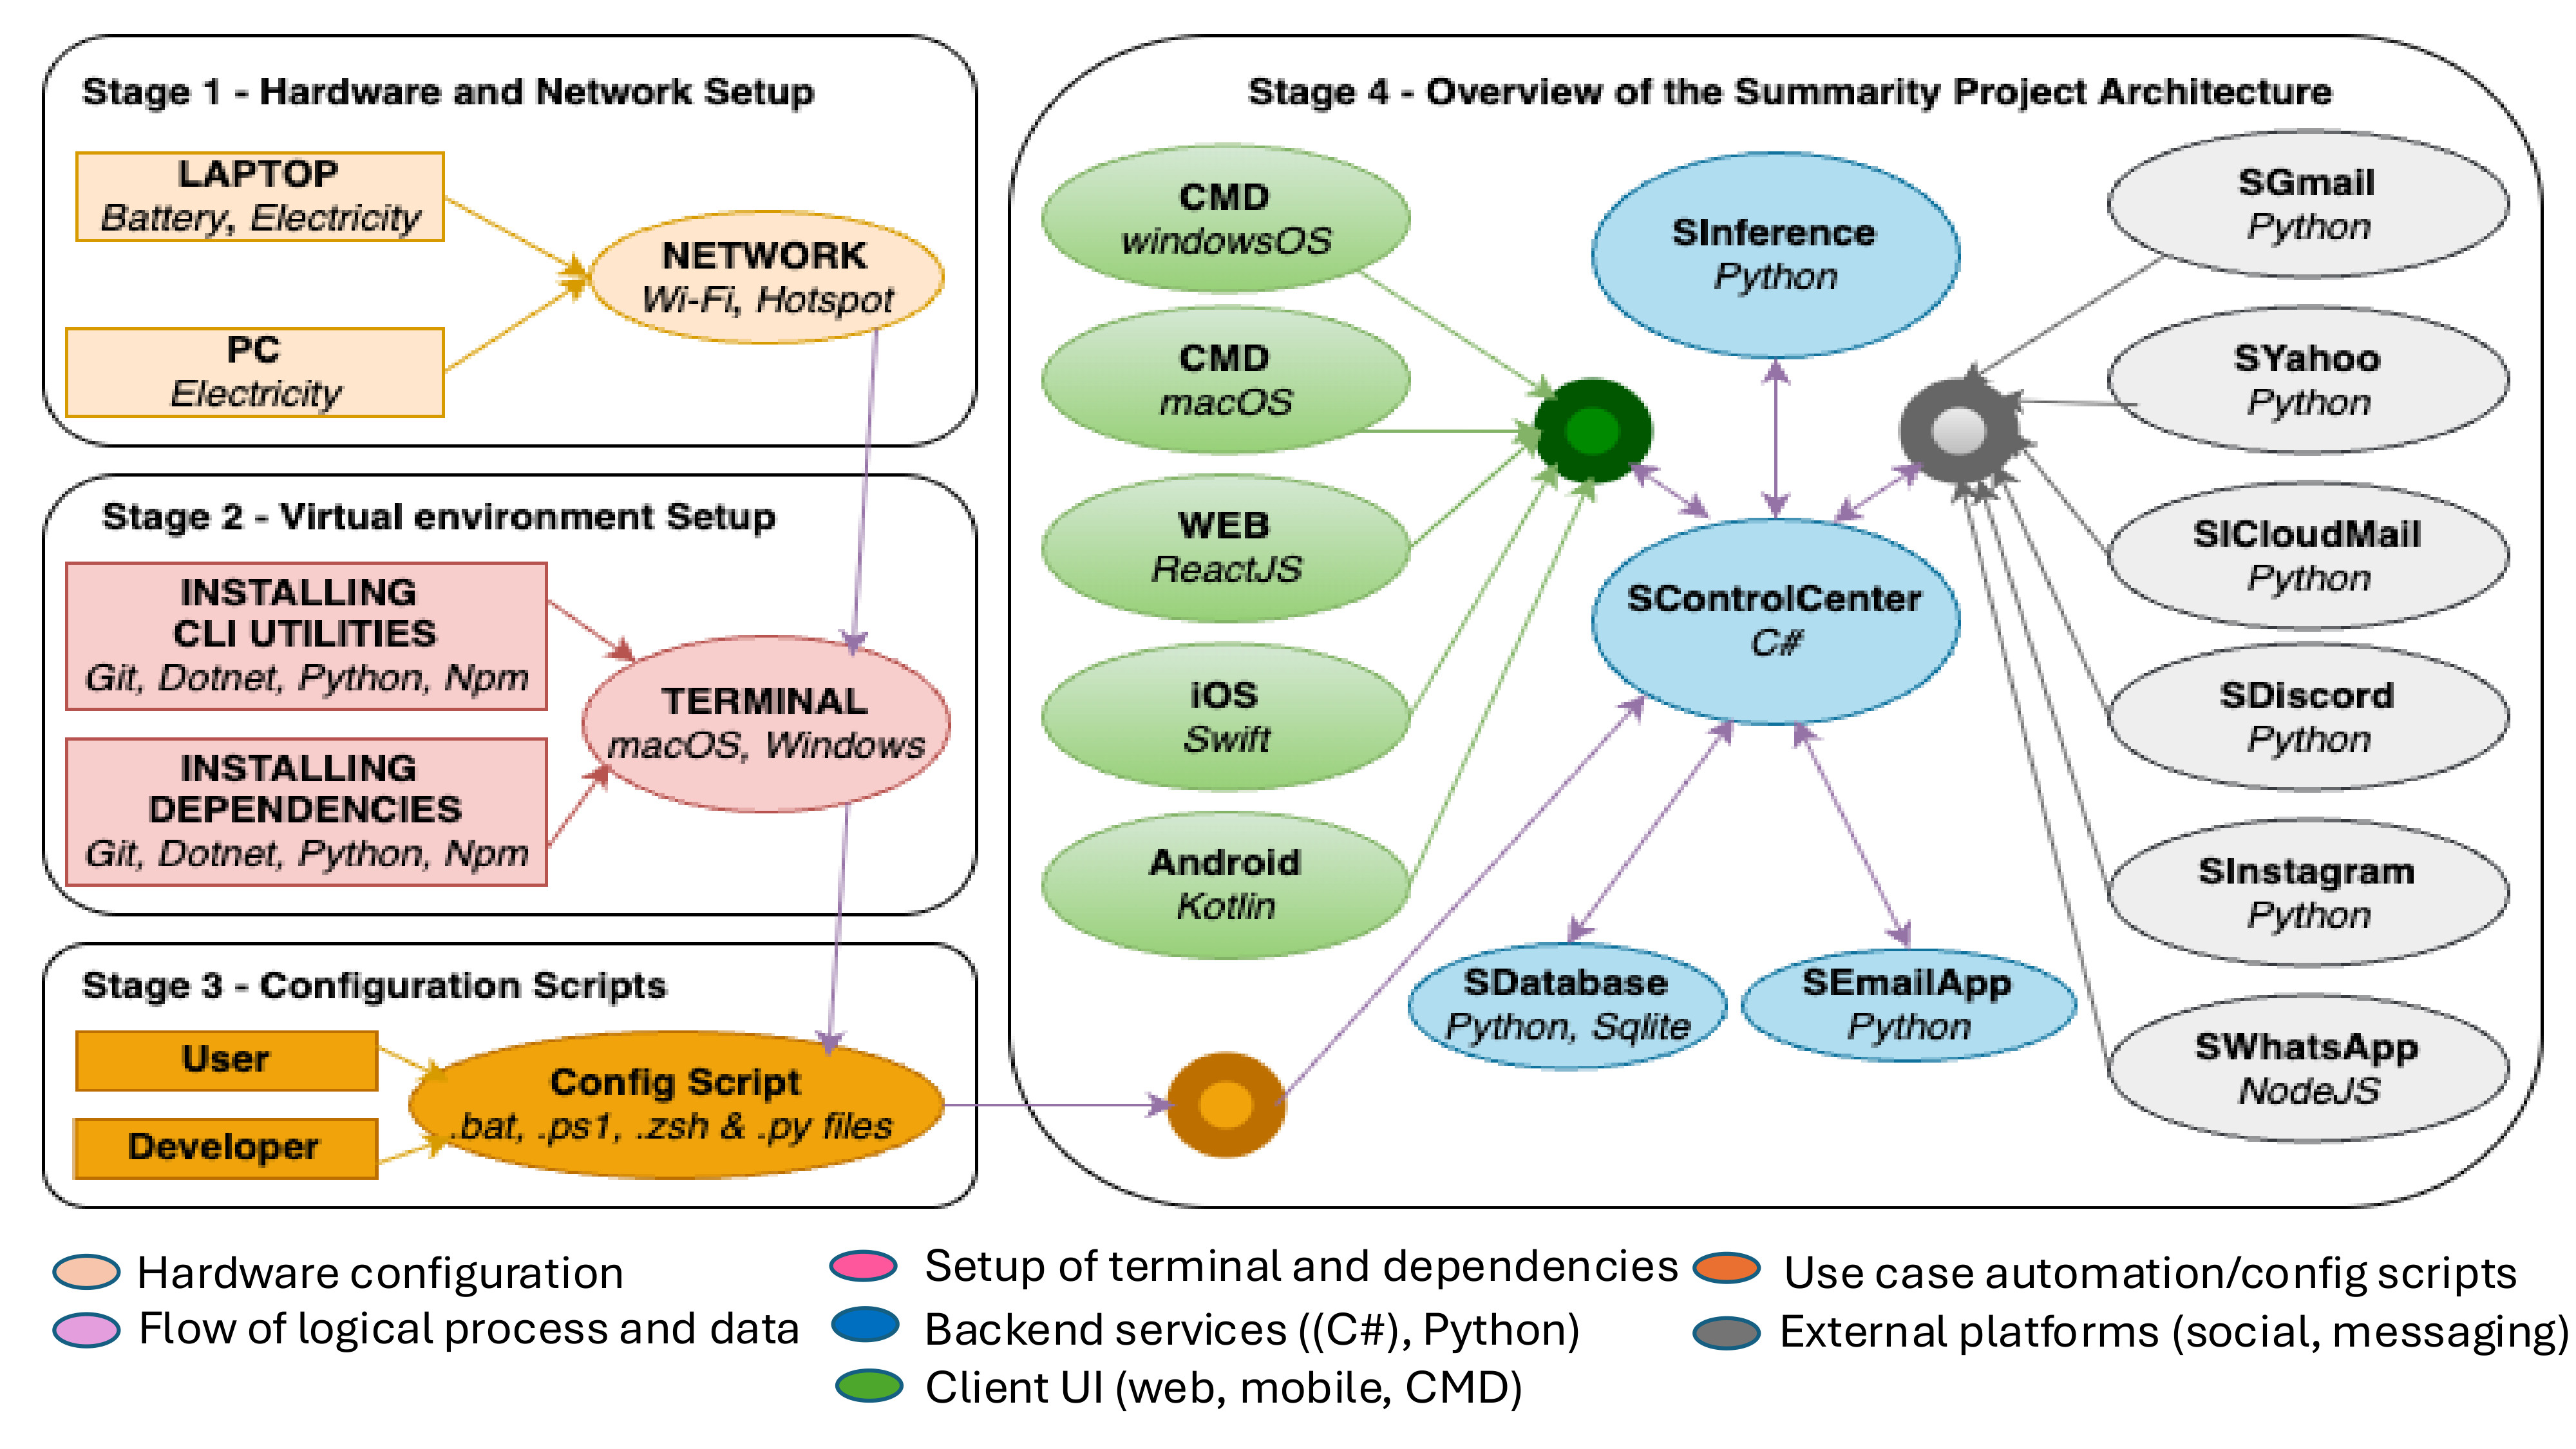 Stage 1 - Hardware and Network Setup
LAPTOP
Battery, Electricity
NETWORK
Wi-Fi, Hotspot
PC
Electricity
Stage 2 - Virtual environment Setup
INSTALLING
CLI UTILITIES
Git, Dotnet, Python, Npm
TERMINAL
macOS, Windows
INSTALLING
DEPENDENCIES
Git, Dotnet, Python, Npm
Stage 3 - Configuration Scripts
User
Developer
Config Script
.bat, .ps1, .zsh & .py files
Stage 4 - Overview of the Summarity Project Architecture
CMD
windowsOS
CMD
macOS
WEB
ReactJS
iOS
Swift
Android
Kotlin
SInference
Python
SControlCenter
C#
SDatabase
Python, Sqlite
SEmailApp
Python
SGmail
Python
SYahoo
Python
SICloudMail
Python
SDiscord
Python
SInstagram
Python
SWhatsApp
NodeJS
Hardware configuration
Flow of logical process and data
Setup of terminal and dependencies
Backend services ((C#), Python)
Client UI (web, mobile, CMD)
Use case automation/config scripts
External platforms (social, messaging)